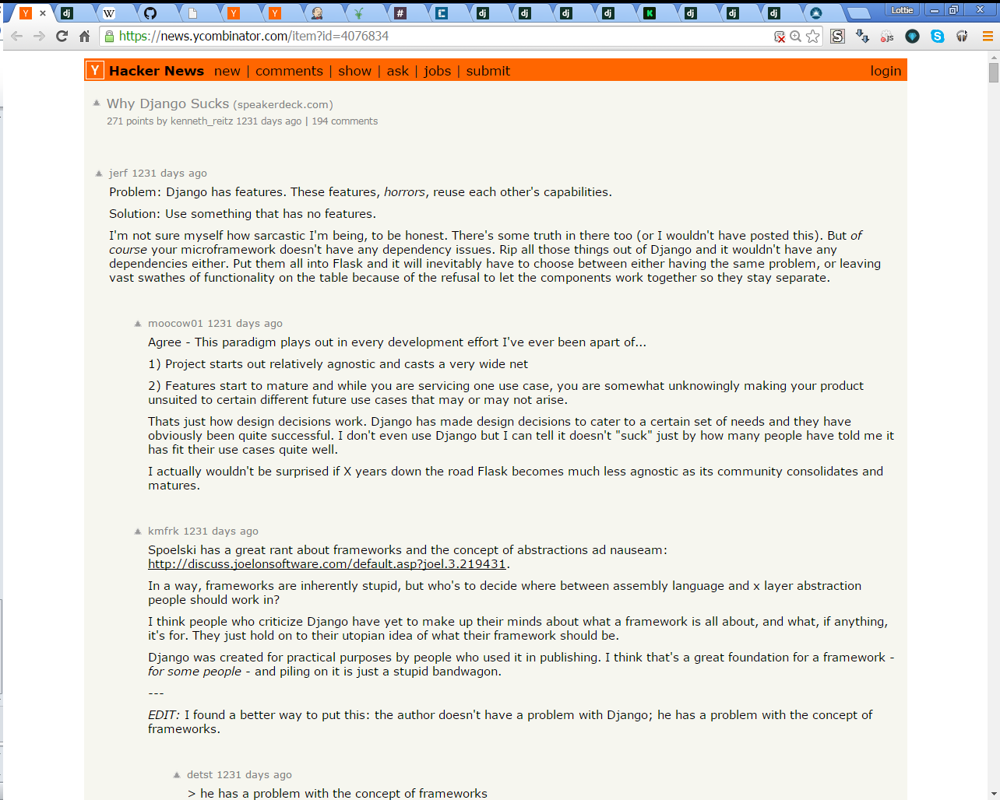 Lottie
https://news.ycombinator.com/item?id=4076834
Y Hacker News new | comments | show | ask | jobs | submit login
Why Django Sucks (speakerdeck.com)
271 points by kenneth_reitz 1231 days ago | 194 comments
jerf 1231 days ago
Problem: Django has features. These features, horrors, reuse each other's capabilities.
Solution: Use something that has no features.
I'm not sure myself how sarcastic I'm being, to be honest. There's some truth in there too (or I wouldn't have posted this). But of
course your microframework doesn't have any dependency issues. Rip all those things out of Django and it wouldn't have any
dependencies either. Put them all into Flask and it will inevitably have to choose between either having the same problem, or leaving
vast swathes of functionality on the table because of the refusal to let the components work together so they stay separate.
moocow01 1231 days ago
Agree - This paradigm plays out in every development effort I've ever been apart of...
1) Project starts out relatively agnostic and casts a very wide net
2) Features start to mature and while you are servicing one use case, you are somewhat unknowingly making your product
unsuited to certain different future use cases that may or may not arise.
Thats just how design decisions work. Django has made design decisions to cater to a certain set of needs and they have
obviously been quite successful. I don't even use Django but I can tell it doesn't "suck" just by how many people have told me it
has fit their use cases quite well.
I actually wouldn't be surprised if X years down the road Flask becomes much less agnostic as its community consolidates and
matures.
kmfrk 1231 days ago
Spoelski has a great rant about frameworks and the concept of abstractions ad nauseam:
http://discuss.joelonsoftware.com/default.asp?joel.3.219431.
In a way, frameworks are inherently stupid, but who's to decide where between assembly language and x layer abstraction
people should work in?
I think people who criticize Django have yet to make up their minds about what a framework is all about, and what, if anything,
it's for. They just hold on to their utopian idea of what their framework should be.
Django was created for practical purposes by people who used it in publishing. I think that's a great foundation for a framework -
for some people - and piling on it is just a stupid bandwagon.
---
EDIT: I found a better way to put this: the author doesn't have a problem with Django; he has a problem with the concept of
frameworks.
detst 1231 days ago
> he has a problem with the concept of frameworks